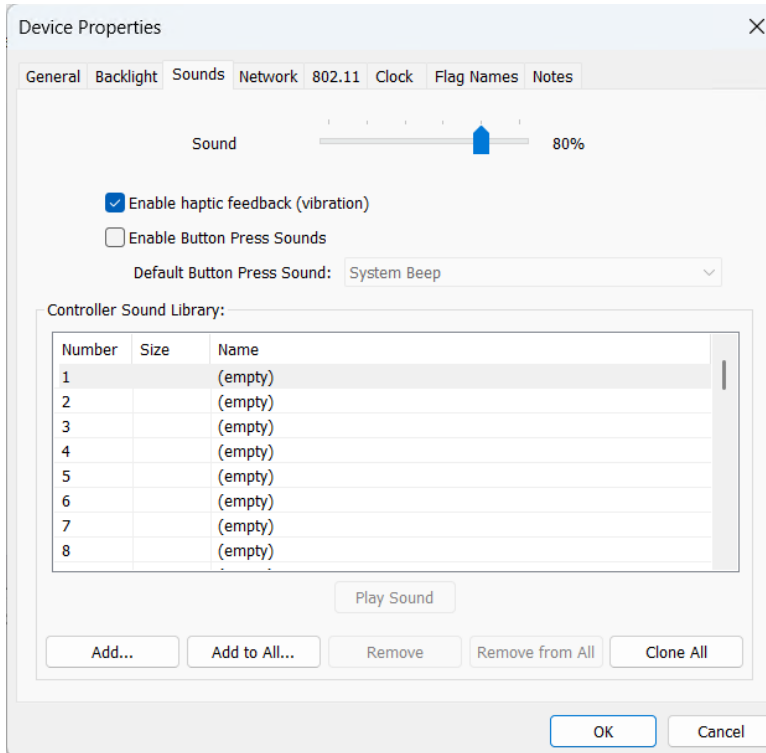 Device Properties
General Backlight Sounds Network 802.11 Clock Flag Names Notes
Sound 80%
Enable haptic feedback (vibration)
Enable Button Press Sounds
Default Button Press Sound: System Beep
Controller Sound Library:
Number Size Name
1 (empty)
2 (empty)
3 (empty)
4 (empty)
5 (empty)
6 (empty)
7 (empty)
8 (empty)
Play Sound
Add... Add to All... Remove Remove from All Clone All
OK Cancel